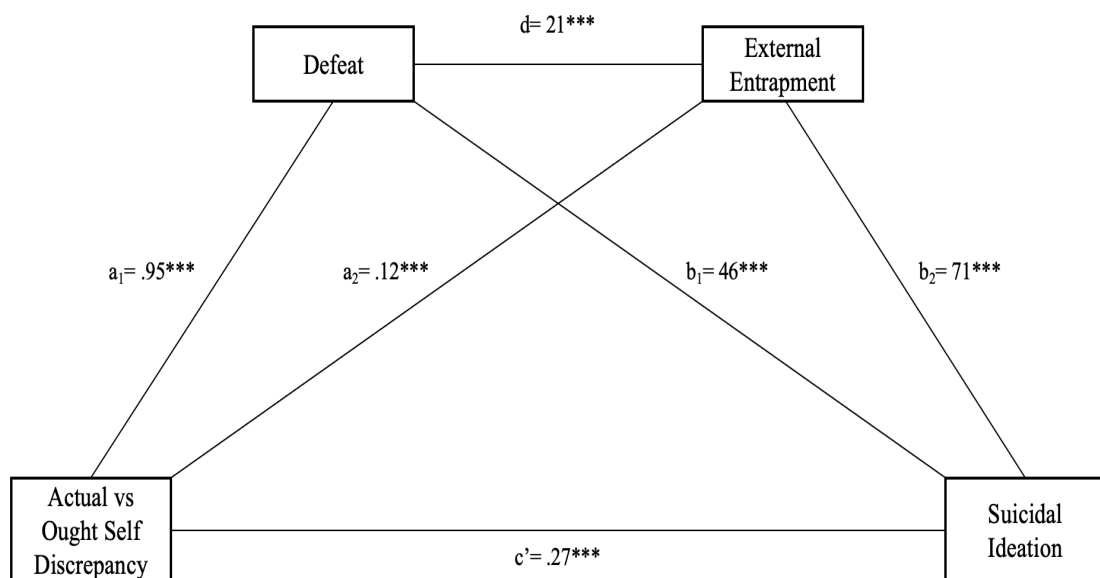 d= 21***
Defeat
External
Entrapment
a₁= .95***
a₂= .12***
b₁= 46***
b₂= 71***
Actual vs
Ought Self
Discrepancy
Suicidal
Ideation
c’= .27***